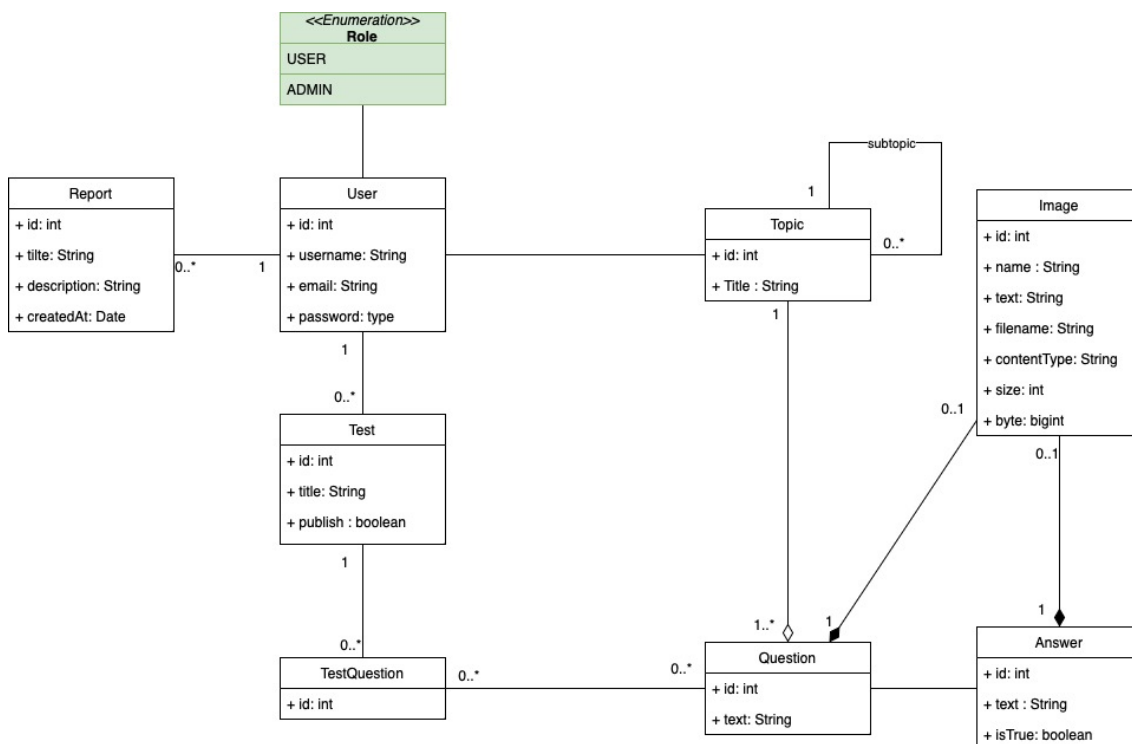 <<Enumeration>>
Role
USER
ADMIN
Report
+ id: int
+ tilte: String
+ description: String
+ createdAt: Date
0..*
1
User
+ id: int
+ username: String
+ email: String
+ password: type
1
0..*
subtopic
1
0..*
Topic
+ id: int
+ Title : String
1
Image
+ id: int
+ name : String
+ text: String
+ filename: String
+ contentType: String
+ size: int
+ byte: bigint
0..1
0..1
Test
+ id: int
+ title: String
+ publish : boolean
1
0..*
TestQuestion
+ id: int
0..*
0..*
1..*
1
Question
+ id: int
+ text: String
1
Answer
+ id: int
+ text : String
+ isTrue: boolean